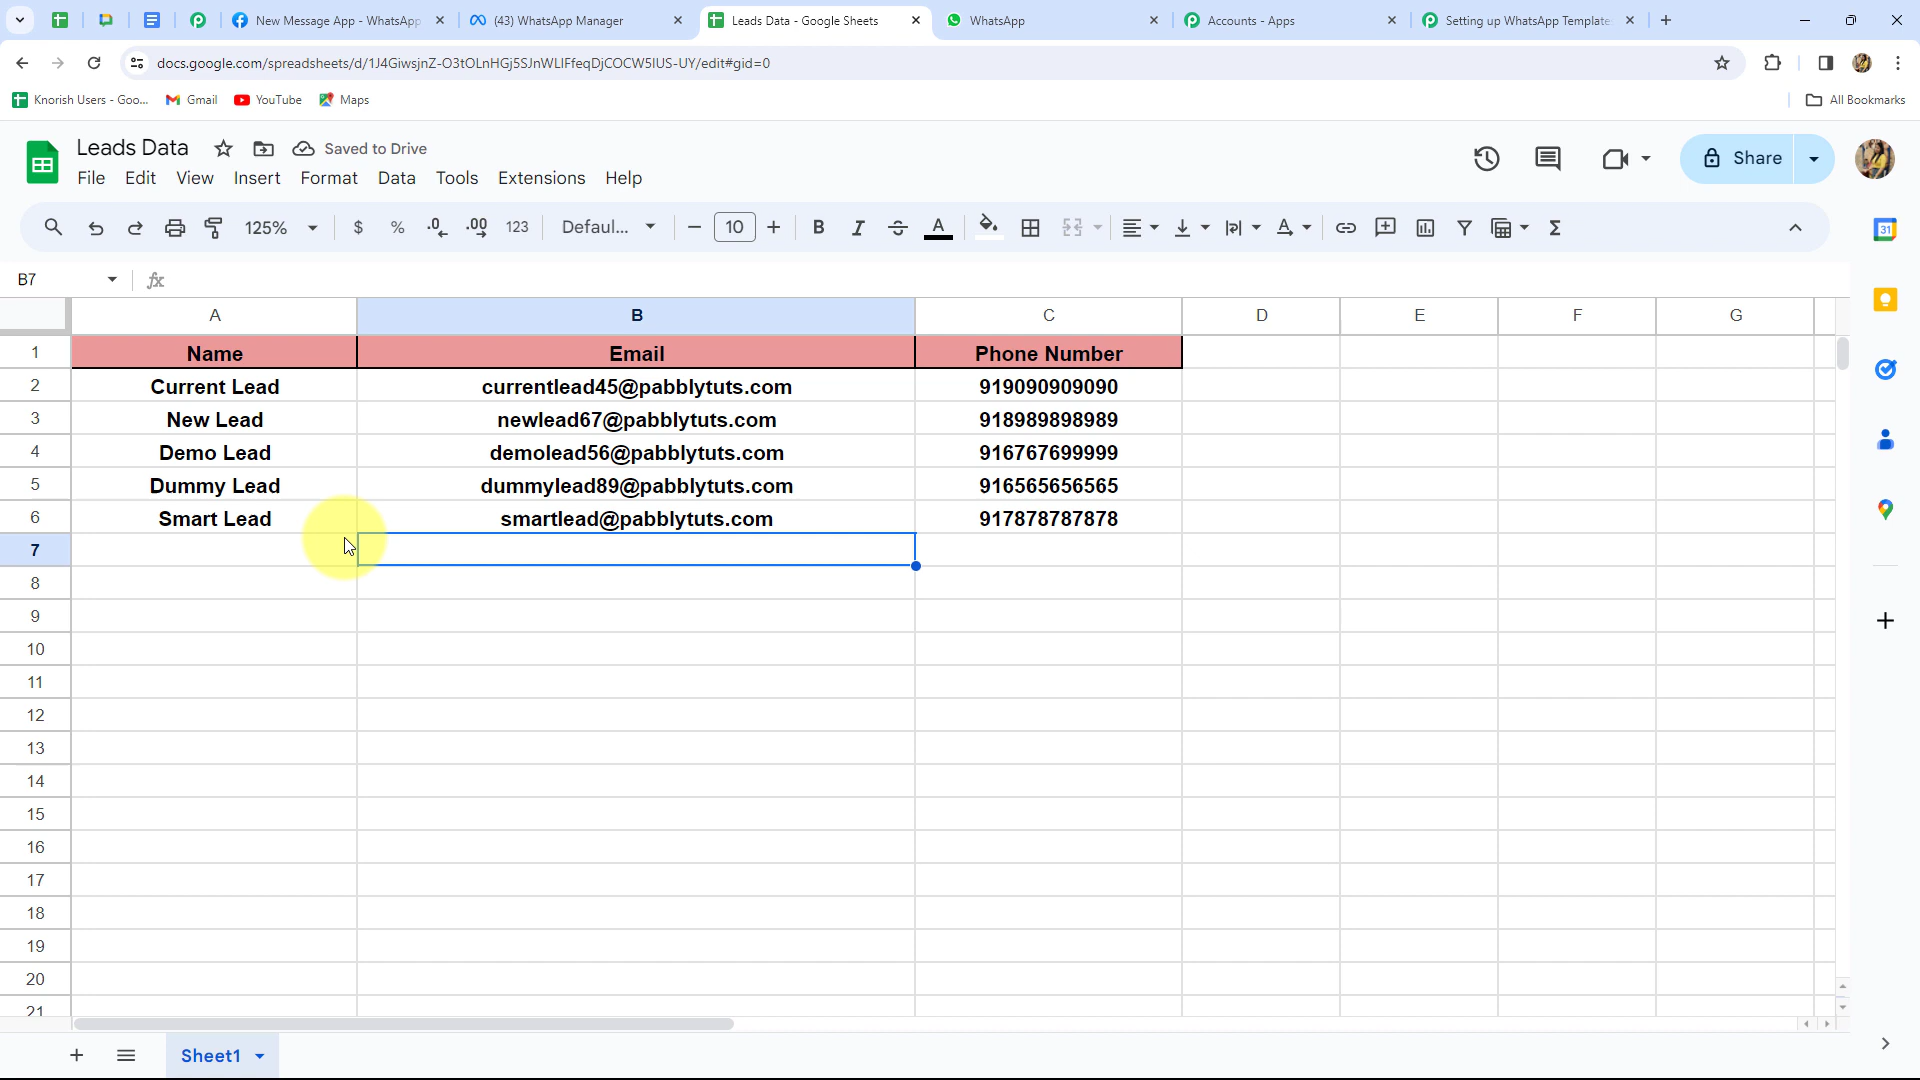 New Message App - WhatsApp
(43) WhatsApp Manager
Leads Data - Google Sheets
WhatsApp
Accounts - Apps
Setting up WhatsApp Template
docs.google.com/spreadsheets/d/1J4GiwsjnZ-O3tOLnHGj5SJnWLIFfeqDjCOCW5IUS-UY/edit#gid=0
Knorish Users - Goo...
Gmail
YouTube
Maps
All Bookmarks
Leads Data
Saved to Drive
File Edit View Insert Format Data Tools Extensions Help
Share
125%
$ % .0 .00 123
Defaul...
10
B I A
B7
fx
A B C D E F G
1 Name Email Phone Number
2 Current Lead currentlead45@pabblytuts.com 919090909090
3 New Lead newlead67@pabblytuts.com 918989898989
4 Demo Lead demolead56@pabblytuts.com 916767699999
5 Dummy Lead dummylead89@pabblytuts.com 916565656565
6 Smart Lead smartlead@pabblytuts.com 917878787878
7
8
9
10
11
12
13
14
15
16
17
18
19
20
21
Sheet1
31